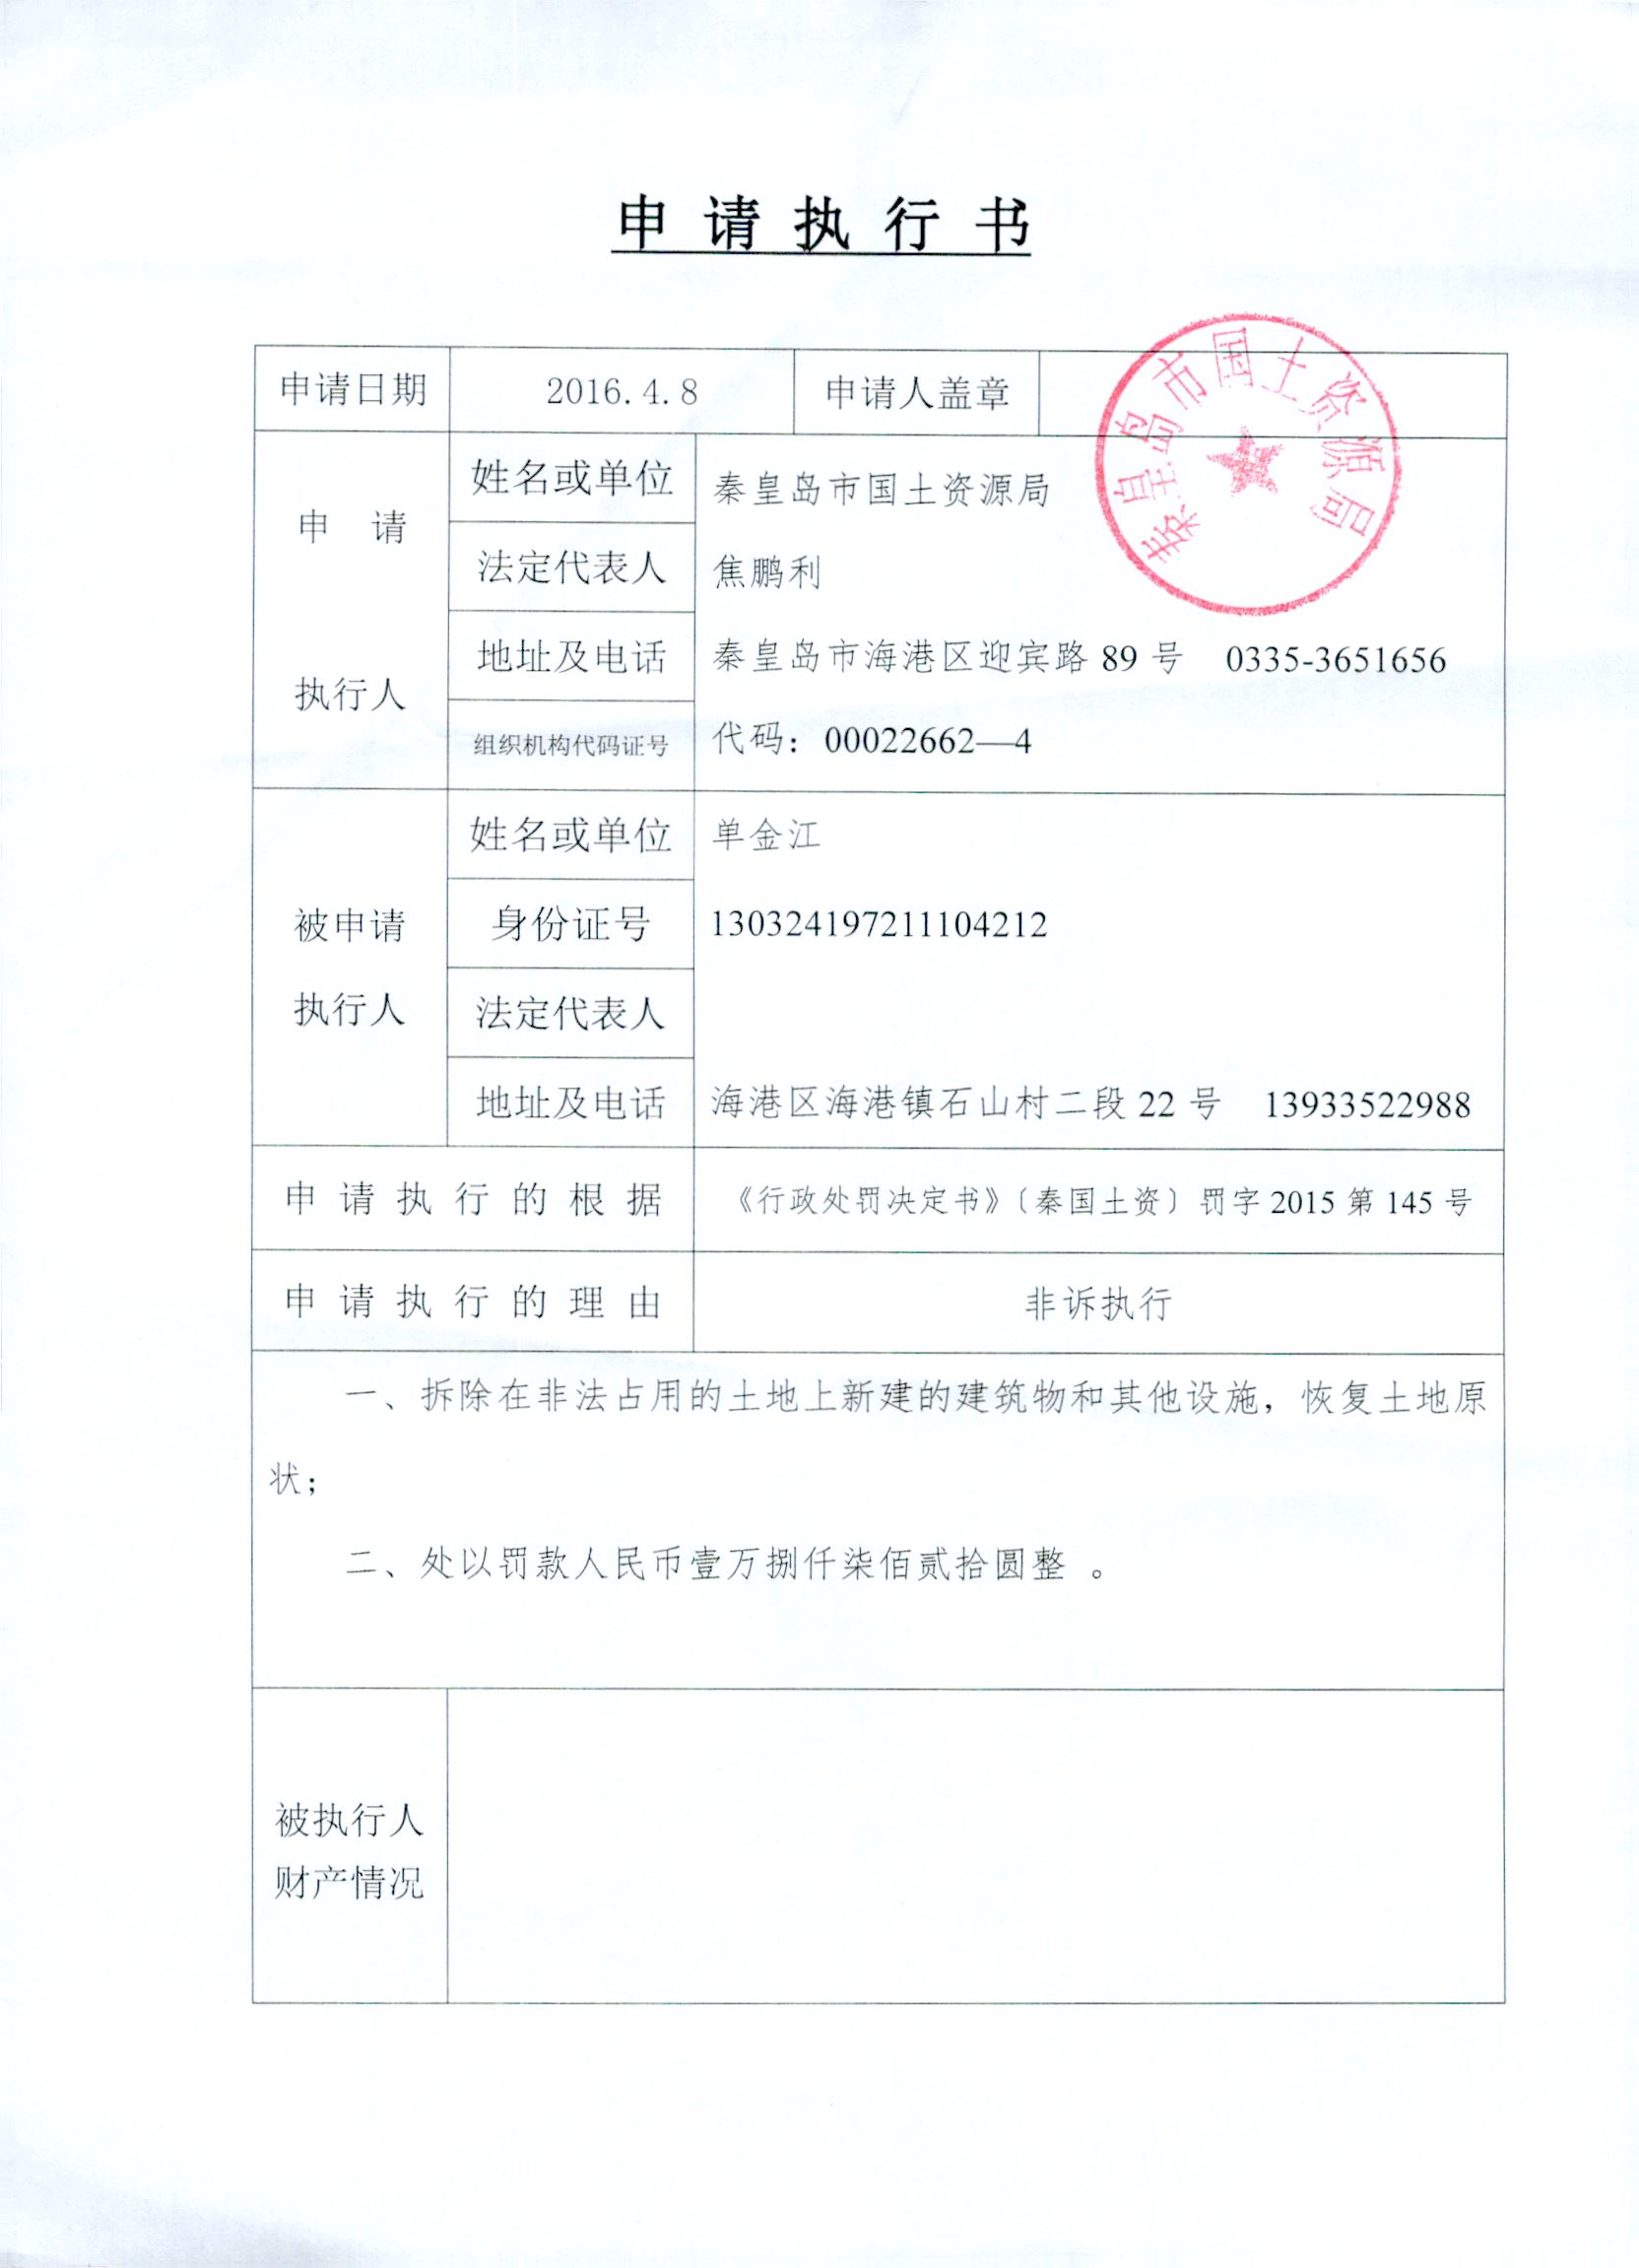 申请执行书
申请日期 2016.4.8 申请人盖章
秦皇岛市国土资源局
申 请
执行人
姓名或单位 秦皇岛市国土资源局
法定代表人 焦鹏利
地址及电话 秦皇岛市海港区迎宾路 89 号 0335-3651656
组织机构代码证号 代码：00022662—4
被申请
执行人
姓名或单位 单金江
身份证号 130324197211104212
法定代表人
地址及电话 海港区海港镇石山村二段 22 号 13933522988
申请执行的根据 《行政处罚决定书》〔秦国土资〕罚字 2015 第 145 号
申请执行的理由 非诉执行
一、拆除在非法占用的土地上新建的建筑物和其他设施，恢复土地原
状；
二、处以罚款人民币壹万捌仟柒佰贰拾圆整 。
被执行人
财产情况